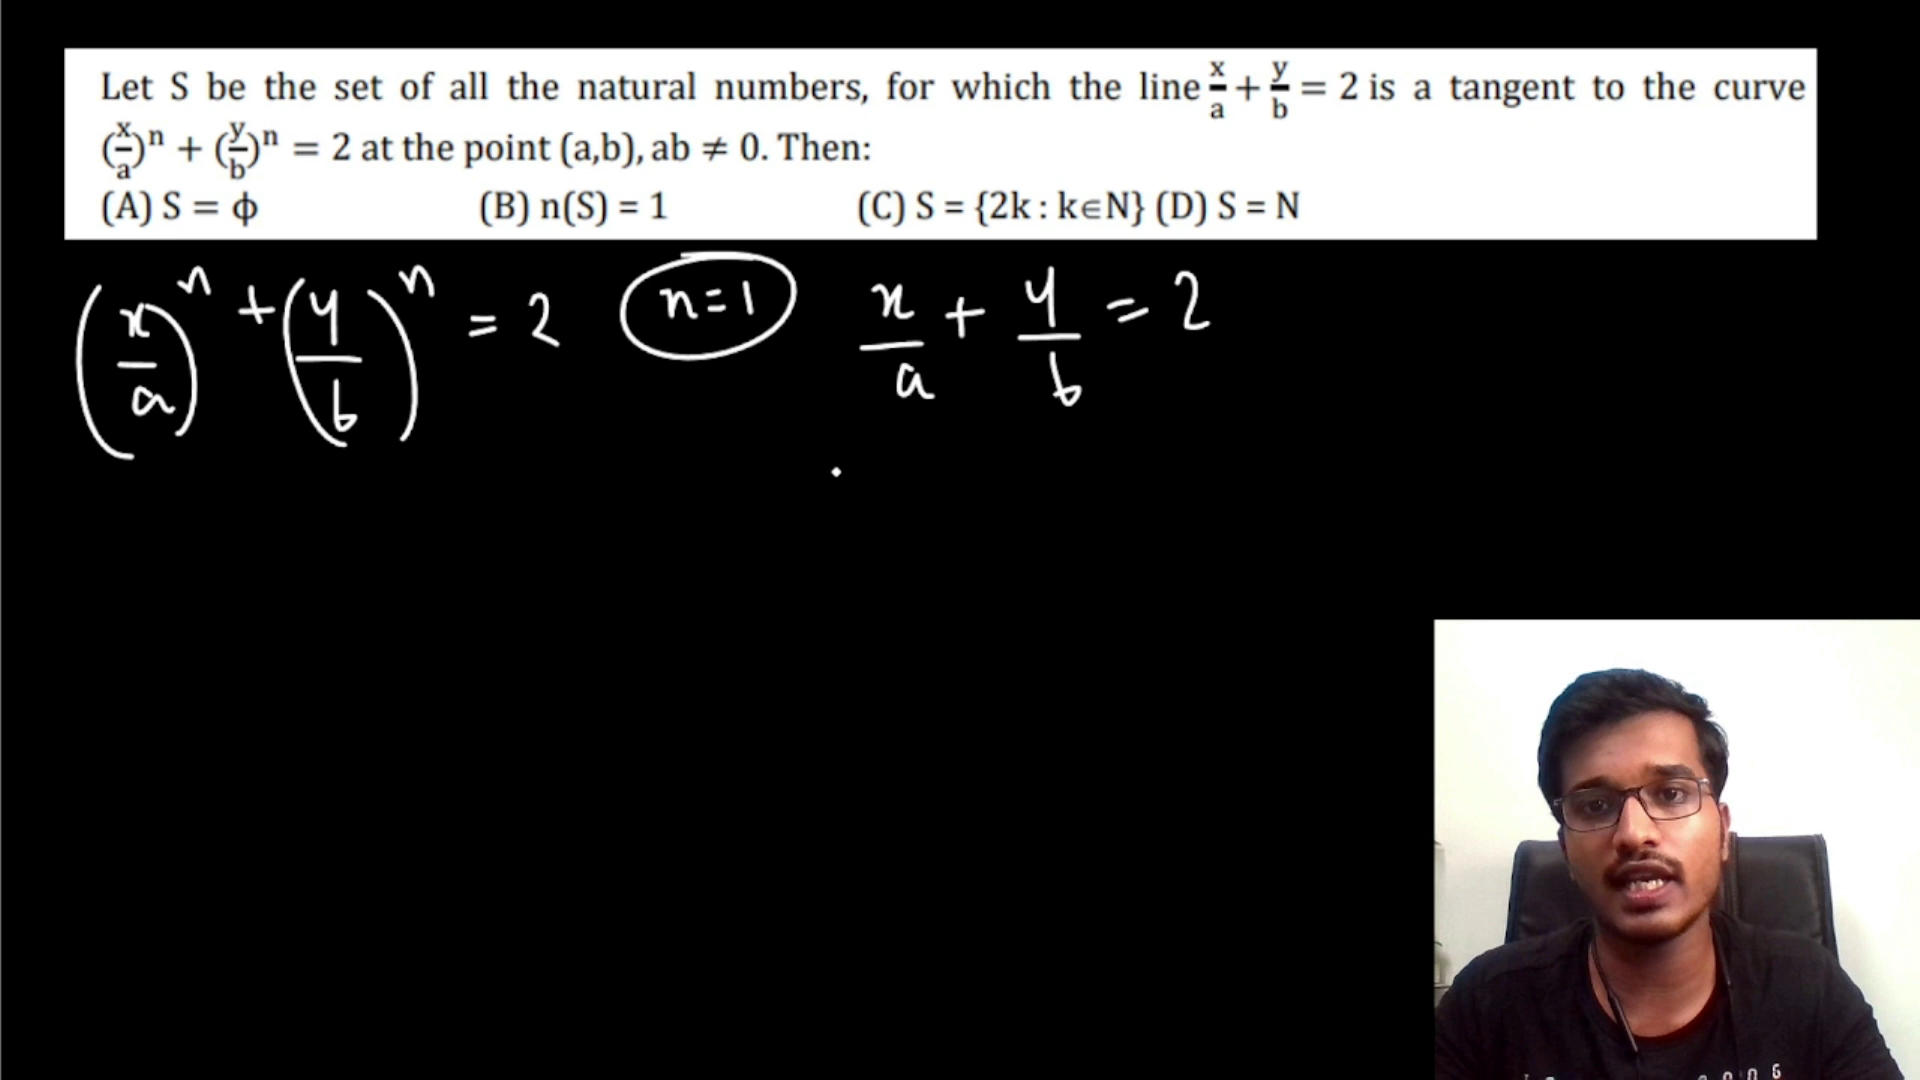 Let S be the set of all the natural numbers, for which the line x/a + y/b = 2 is a tangent to the curve
(x/a)ⁿ + (y/b)ⁿ = 2 at the point (a,b), ab ≠ 0. Then:
(A) S = ϕ (B) n(S) = 1 (C) S = {2k : k∈N} (D) S = N
(x/a)ⁿ + (y/b)ⁿ = 2 n=1 x/a + y/b = 2